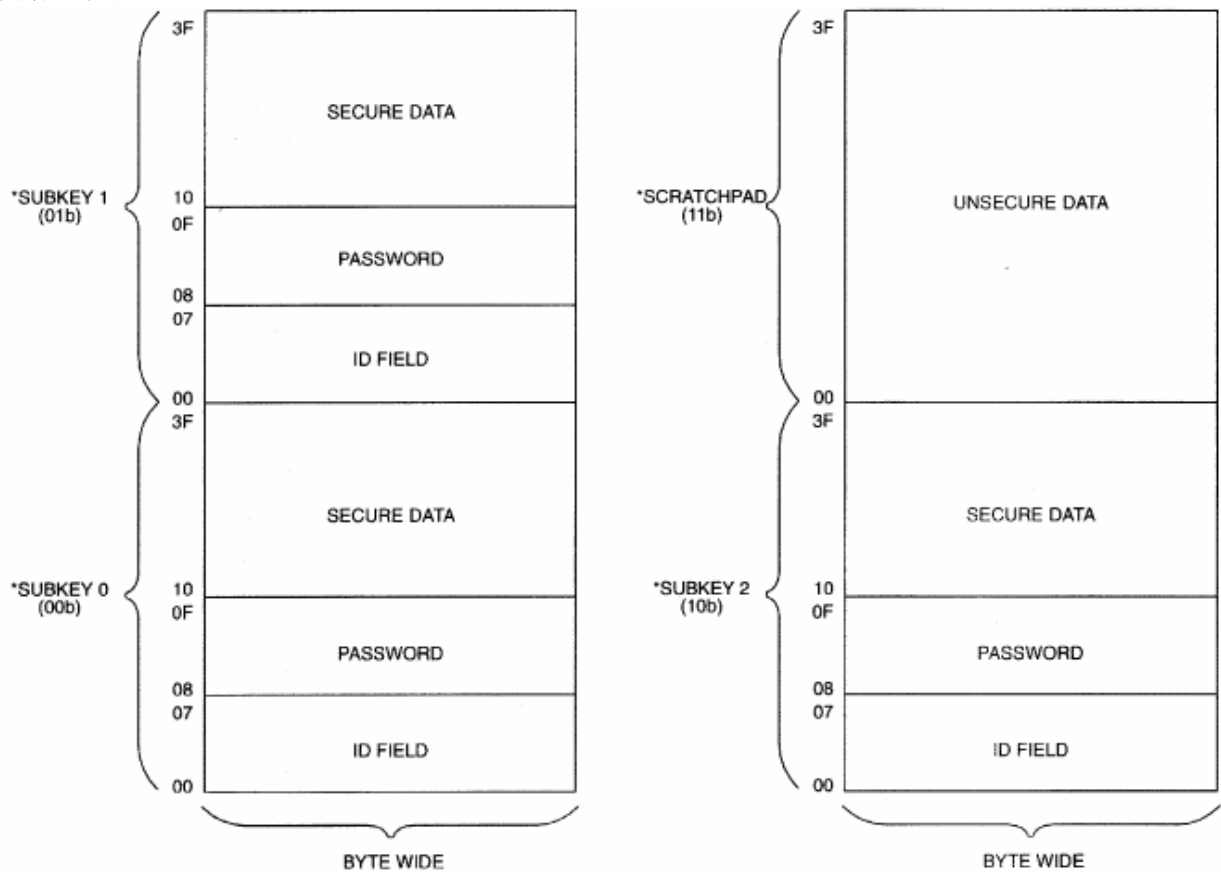 3F
SECURE DATA
*SUBKEY 1
(01b)
10
0F
PASSWORD
08
07
ID FIELD
00
3F
SECURE DATA
*SUBKEY 0
(00b)
10
0F
PASSWORD
08
07
ID FIELD
00
BYTE WIDE
3F
*SCRATCHPAD
(11b)
UNSECURE DATA
00
3F
SECURE DATA
*SUBKEY 2
(10b)
10
0F
PASSWORD
08
07
ID FIELD
00
BYTE WIDE